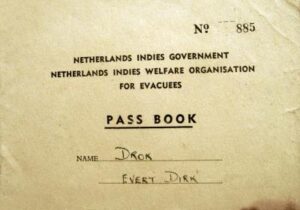 Nº 885
NETHERLANDS INDIES GOVERNMENT
NETHERLANDS INDIES WELFARE ORGANISATION
FOR EVACUEES
PASS BOOK
NAME DROK
EVERT DIRK